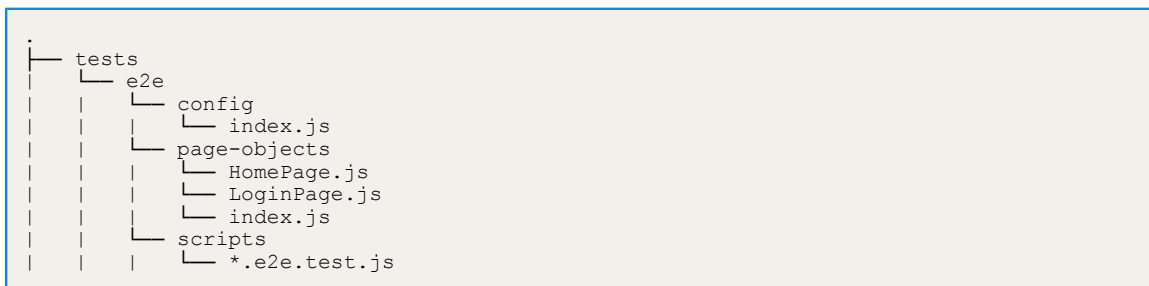 .
├── tests
|   └── e2e
|   |   └── config
|   |   |   └── index.js
|   |   └── page-objects
|   |   |   └── HomePage.js
|   |   |   └── LoginPage.js
|   |   |   └── index.js
|   |   └── scripts
|   |   |   └── *.e2e.test.js